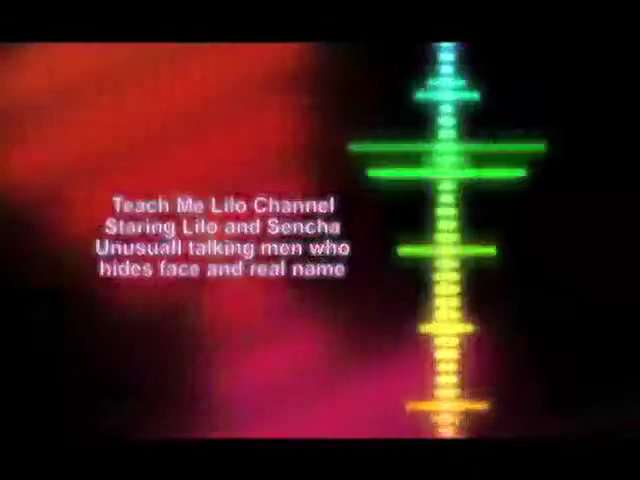 Teach Me Lilo Channel
Staring Lilo and Sencha
Unusuall talking men who
hides face and real name